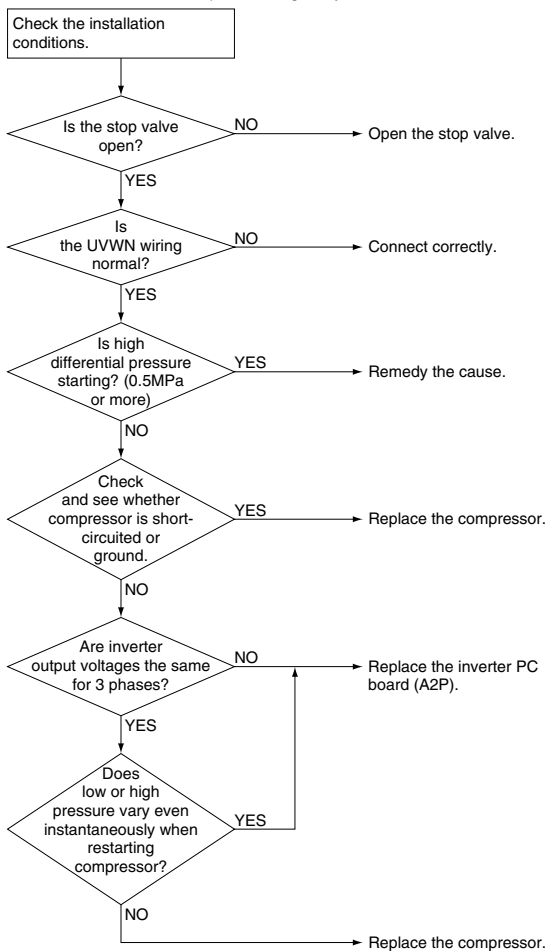 Check the installation
conditions.
Is the stop valve
open?
NO
Open the stop valve.
YES
Is
the UVWN wiring
normal?
NO
Connect correctly.
YES
Is high
differential pressure
starting? (0.5MPa
or more)
YES
Remedy the cause.
NO
Check
and see whether
compressor is short-
circuited or
ground.
YES
Replace the compressor.
NO
Are inverter
output voltages the same
for 3 phases?
NO
Replace the inverter PC
board (A2P).
YES
Does
low or high
pressure vary even
instantaneously when
restarting
compressor?
YES
NO
Replace the compressor.